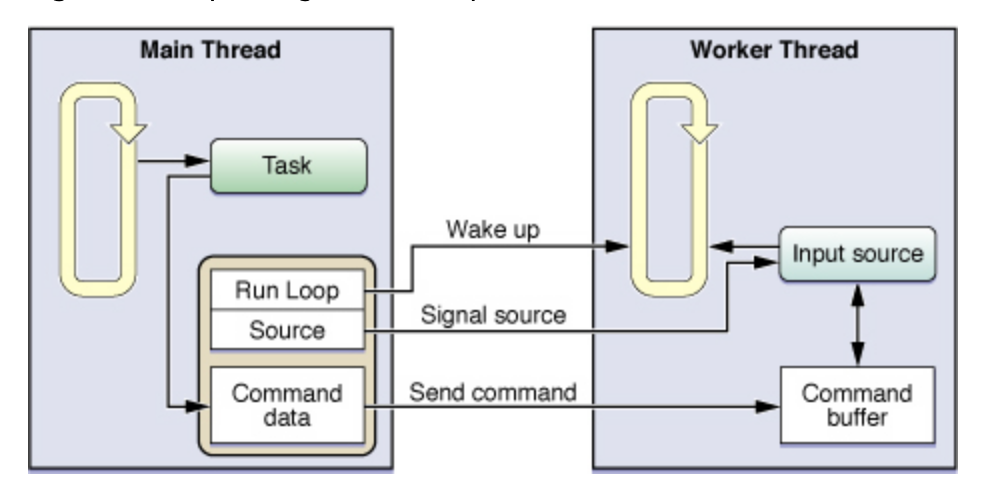 Main Thread
Worker Thread
Task
Wake up
Input source
Run Loop
Signal source
Source
Send command
Command
data
Command
buffer